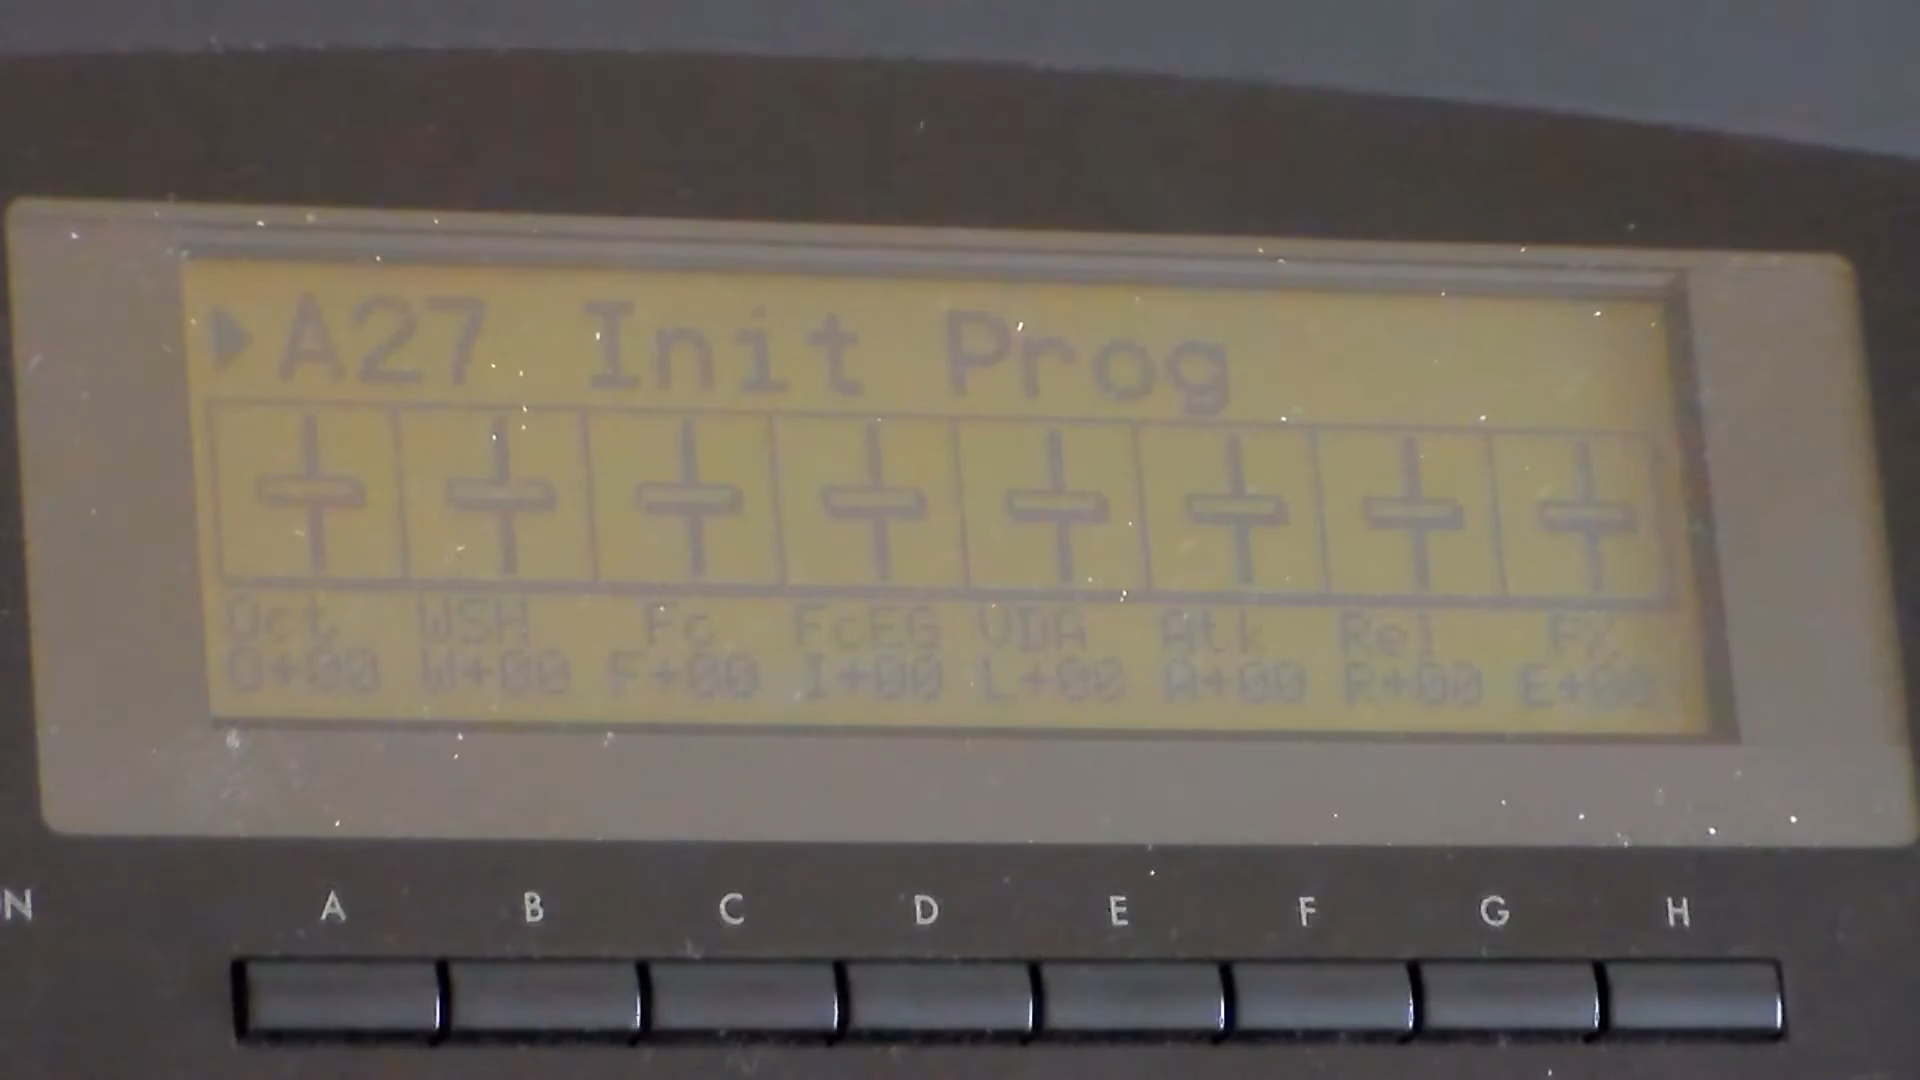 A27 Init Prog
Oct WSH Fc FcEG VDA Atk Rel FX
O+00 W+00 F+00 I+00 L+00 A+00 R+00 E+00
N A B C D E F G H